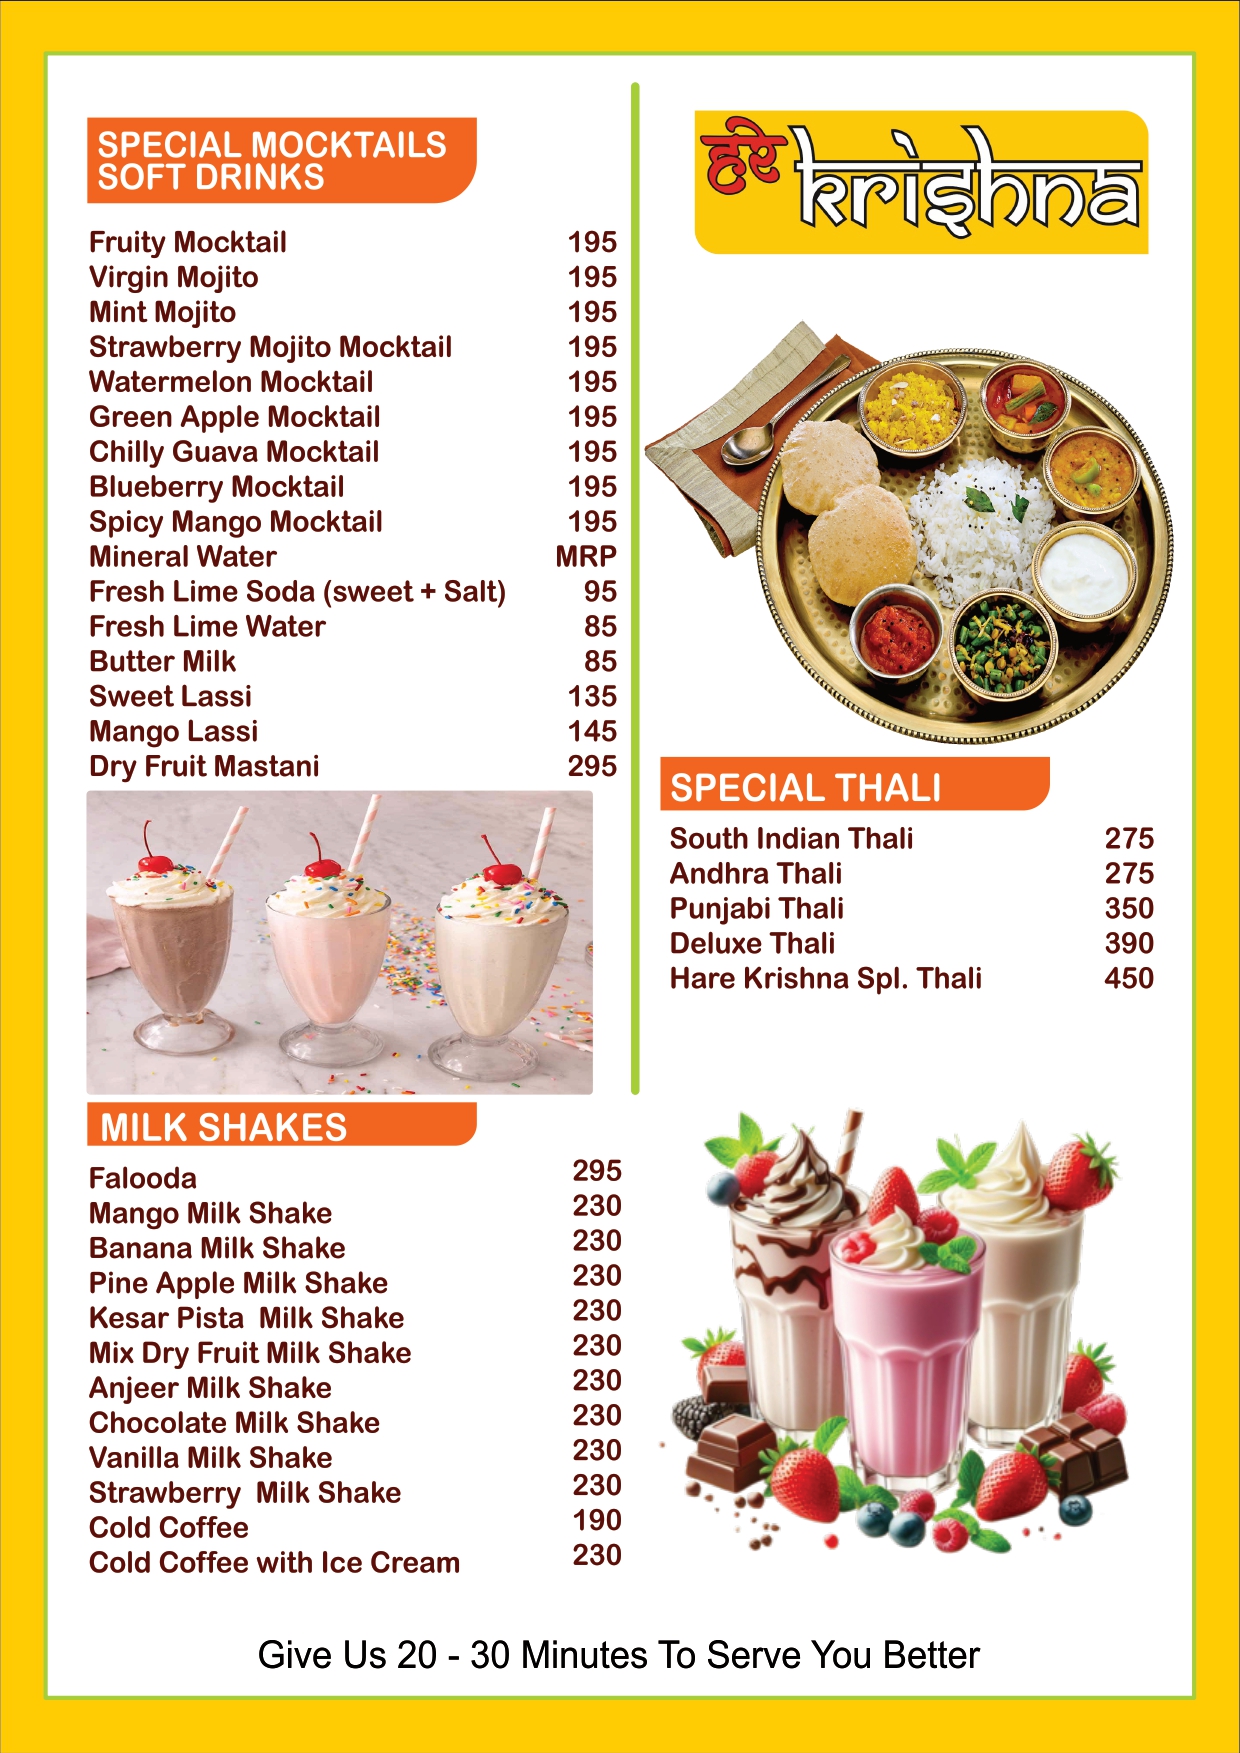 SPECIAL MOCKTAILS
SOFT DRINKS
Fruity Mocktail 195
Virgin Mojito 195
Mint Mojito 195
Strawberry Mojito Mocktail 195
Watermelon Mocktail 195
Green Apple Mocktail 195
Chilly Guava Mocktail 195
Blueberry Mocktail 195
Spicy Mango Mocktail 195
Mineral Water MRP
Fresh Lime Soda (sweet + Salt) 95
Fresh Lime Water 85
Butter Milk 85
Sweet Lassi 135
Mango Lassi 145
Dry Fruit Mastani 295
MILK SHAKES
Falooda 295
Mango Milk Shake 230
Banana Milk Shake 230
Pine Apple Milk Shake 230
Kesar Pista Milk Shake 230
Mix Dry Fruit Milk Shake 230
Anjeer Milk Shake 230
Chocolate Milk Shake 230
Vanilla Milk Shake 230
Strawberry Milk Shake 230
Cold Coffee 190
Cold Coffee with Ice Cream 230
हरे krishna
SPECIAL THALI
South Indian Thali 275
Andhra Thali 275
Punjabi Thali 350
Deluxe Thali 390
Hare Krishna Spl. Thali 450
Give Us 20 - 30 Minutes To Serve You Better